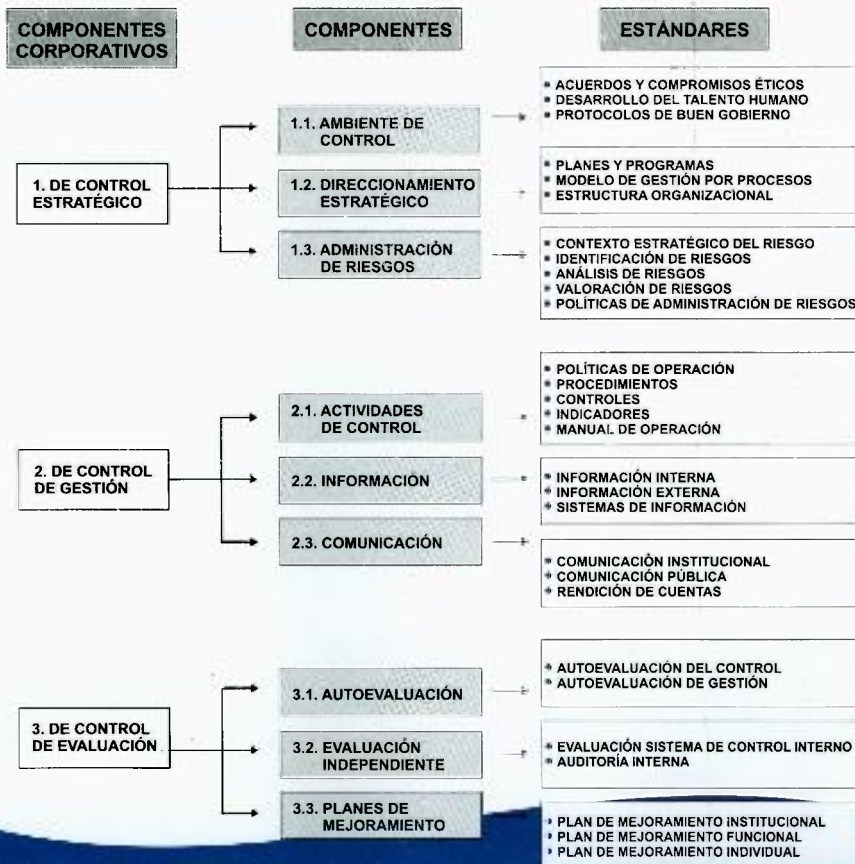 COMPONENTES
CORPORATIVOS
COMPONENTES
ESTÁNDARES
1. DE CONTROL
ESTRATÉGICO
1.1. AMBIENTE DE
CONTROL
• ACUERDOS Y COMPROMISOS ÉTICOS
• DESARROLLO DEL TALENTO HUMANO
• PROTOCOLOS DE BUEN GOBIERNO
1.2. DIRECCIONAMIENTO
ESTRATÉGICO
• PLANES Y PROGRAMAS
• MODELO DE GESTIÓN POR PROCESOS
• ESTRUCTURA ORGANIZACIONAL
1.3. ADMINISTRACIÓN
DE RIESGOS
• CONTEXTO ESTRATÉGICO DEL RIESGO
• IDENTIFICACIÓN DE RIESGOS
• ANÁLISIS DE RIESGOS
• VALORACIÓN DE RIESGOS
• POLÍTICAS DE ADMINISTRACIÓN DE RIESGOS
2. DE CONTROL
DE GESTIÓN
2.1. ACTIVIDADES
DE CONTROL
• POLÍTICAS DE OPERACIÓN
• PROCEDIMIENTOS
• CONTROLES
• INDICADORES
• MANUAL DE OPERACIÓN
2.2. INFORMACIÓN
• INFORMACIÓN INTERNA
• INFORMACIÓN EXTERNA
• SISTEMAS DE INFORMACIÓN
2.3. COMUNICACIÓN
• COMUNICACIÓN INSTITUCIONAL
• COMUNICACIÓN PÚBLICA
• RENDICIÓN DE CUENTAS
3. DE CONTROL
DE EVALUACIÓN
3.1. AUTOEVALUACIÓN
• AUTOEVALUACIÓN DEL CONTROL
• AUTOEVALUACIÓN DE GESTIÓN
3.2. EVALUACIÓN
INDEPENDIENTE
• EVALUACIÓN SISTEMA DE CONTROL INTERNO
• AUDITORÍA INTERNA
3.3. PLANES DE
MEJORAMIENTO
• PLAN DE MEJORAMIENTO INSTITUCIONAL
• PLAN DE MEJORAMIENTO FUNCIONAL
• PLAN DE MEJORAMIENTO INDIVIDUAL